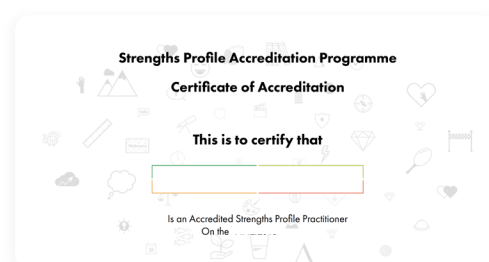 Strengths Profile Accreditation Programme
Certificate of Accreditation
This is to certify that
Is an Accredited Strengths Profile Practitioner
On the